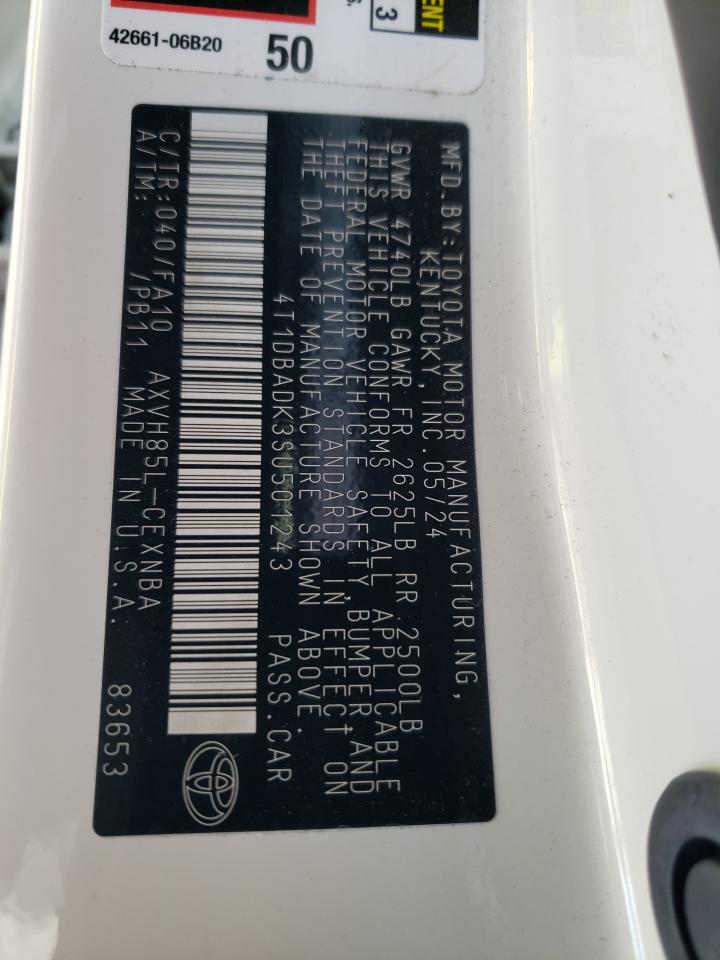 42661-06B20
50
ENT
3
MFD.BY:TOYOTA MOTOR MANUFACTURING,
KENTUCKY,INC.05/24
GVWR 4740LB GAWR FR 2625LB RR 2500LB
THIS VEHICLE CONFORMS TO ALL APPLICABLE
FEDERAL MOTOR VEHICLE SAFETY,BUMPER,AND
THEFT PREVENTION STANDARDS IN EFFECT ON
THE DATE OF MANUFACTURE SHOWN ABOVE.
4T1DBADK3SU501243 PASS.CAR
C/TR:040/FA10 AXVH85L-CEXNBA
A/TM: /PB11 MADE IN U.S.A. 83653